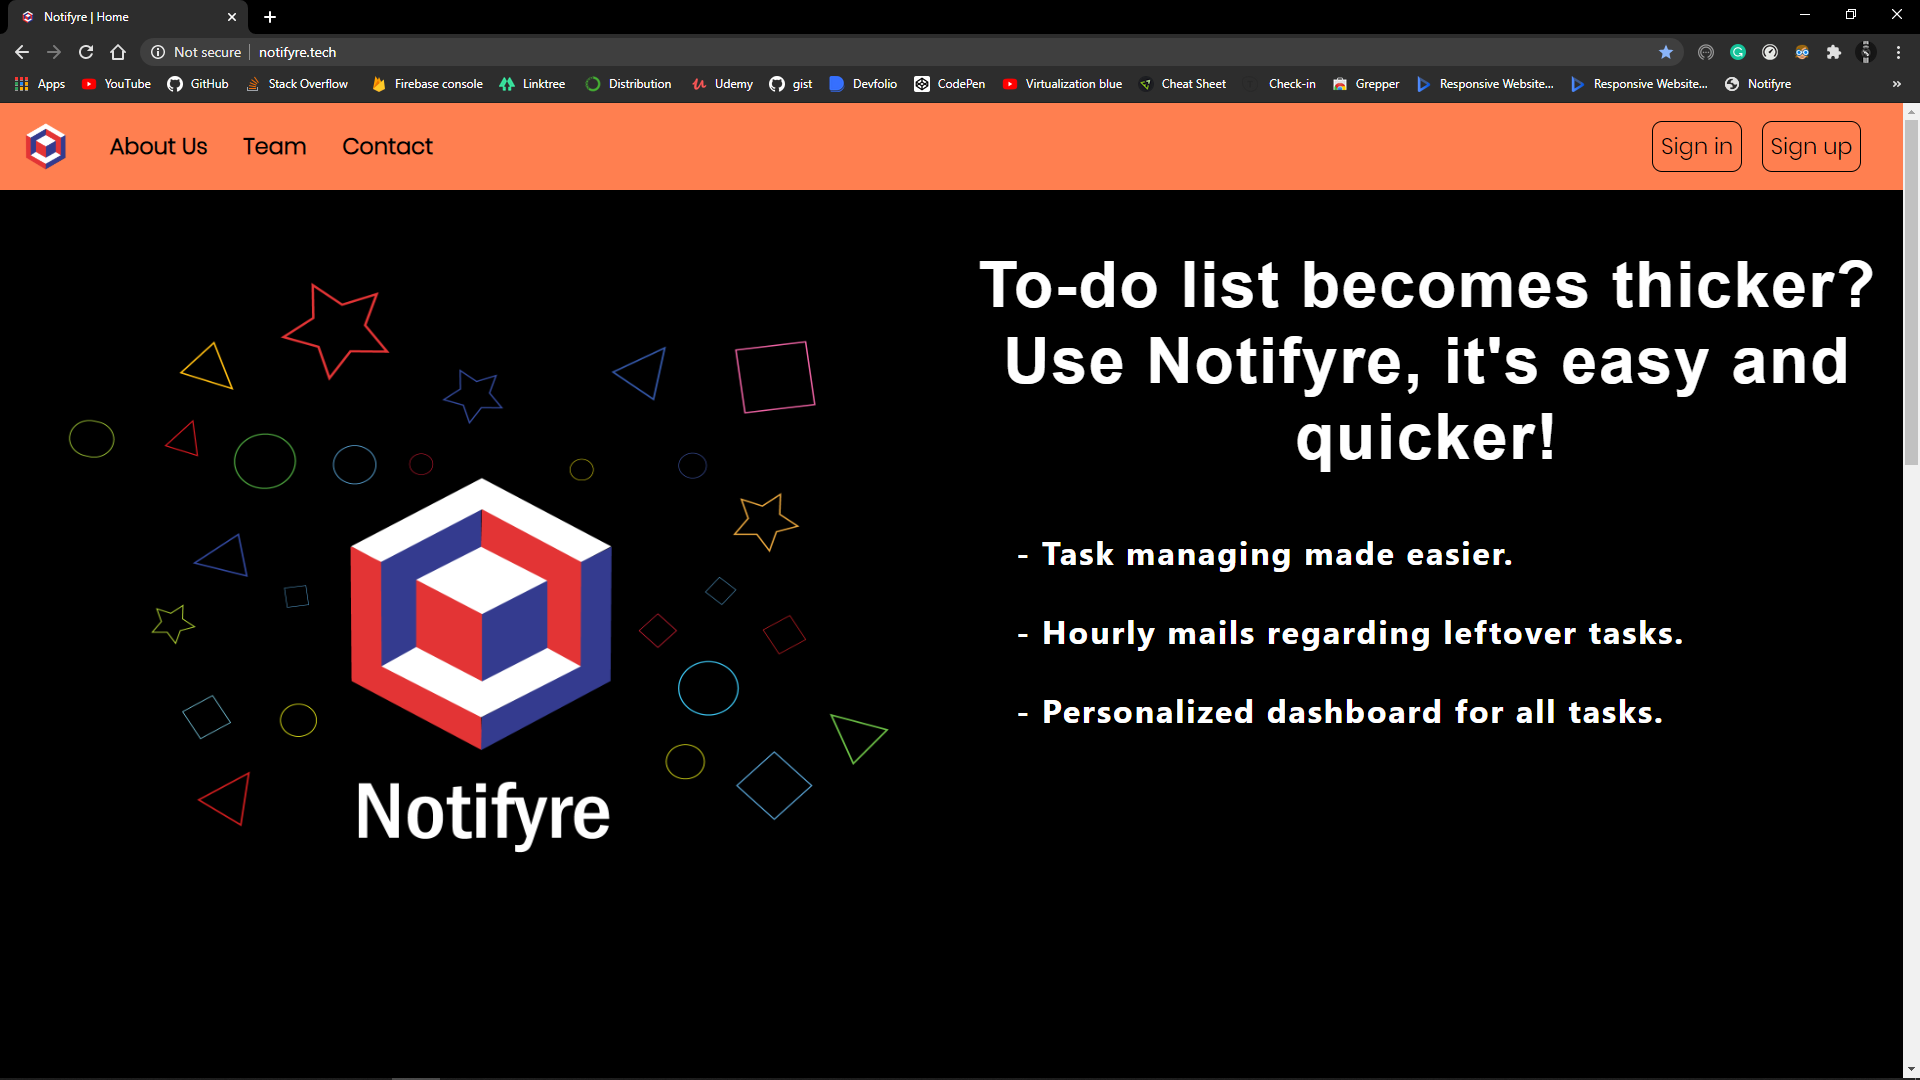 Notifyre | Home
Not secure
notifyre.tech
Apps
YouTube
GitHub
Stack Overflow
Firebase console
Linktree
Distribution
Udemy
gist
Devfolio
CodePen
Virtualization blue
Cheat Sheet
Check-in
Grepper
Responsive Website...
Responsive Website...
Notifyre
»
About Us
Team
Contact
Sign in
Sign up
To-do list becomes thicker?
Use Notifyre, it's easy and
quicker!
- Task managing made easier.
- Hourly mails regarding leftover tasks.
- Personalized dashboard for all tasks.
Notifyre